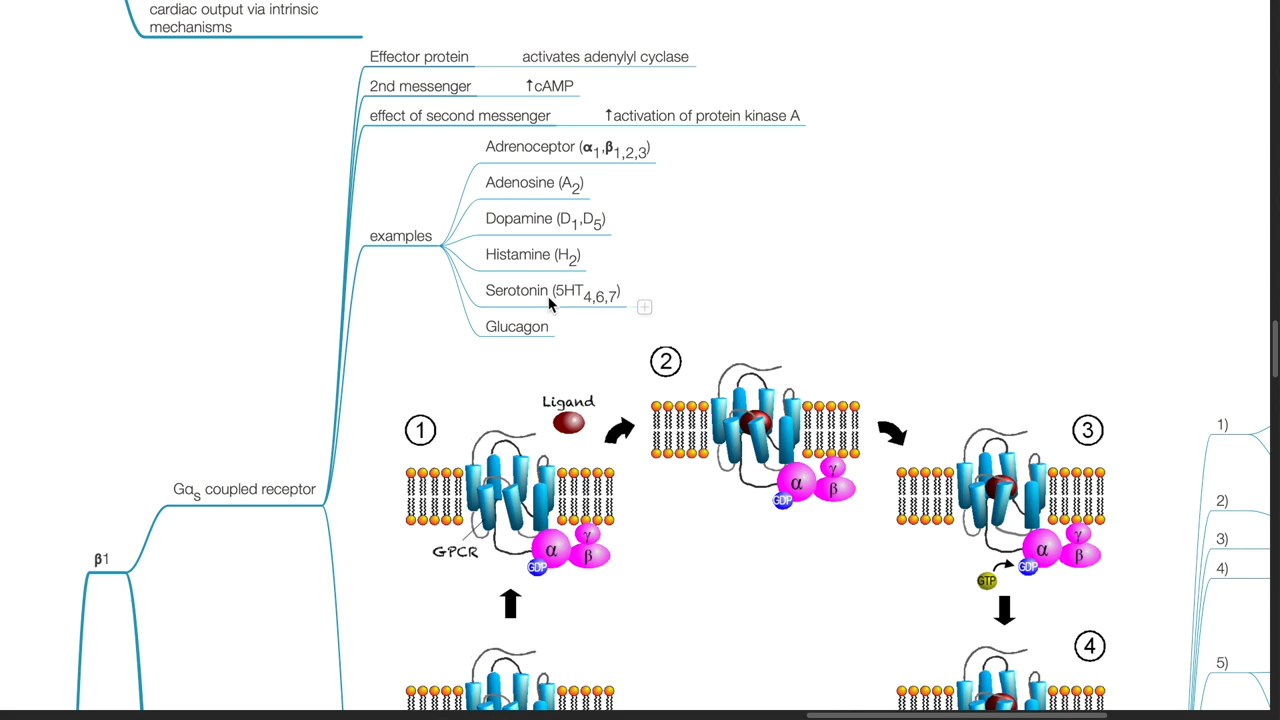 cardiac output via intrinsic
mechanisms
Effector protein activates adenylyl cyclase
2nd messenger ↑cAMP
effect of second messenger ↑activation of protein kinase A
Adrenoceptor (α1,β1,2,3)
Adenosine (A2)
Dopamine (D1,D5)
examples
Histamine (H2)
Serotonin (5HT4,6,7)
Glucagon
2
Ligand
1
3
α γ β GDP
1)
Gαs coupled receptor
2)
GPCR
α γ β GDP
α γ β GDP
GTP
3)
β1
4)
4
5)